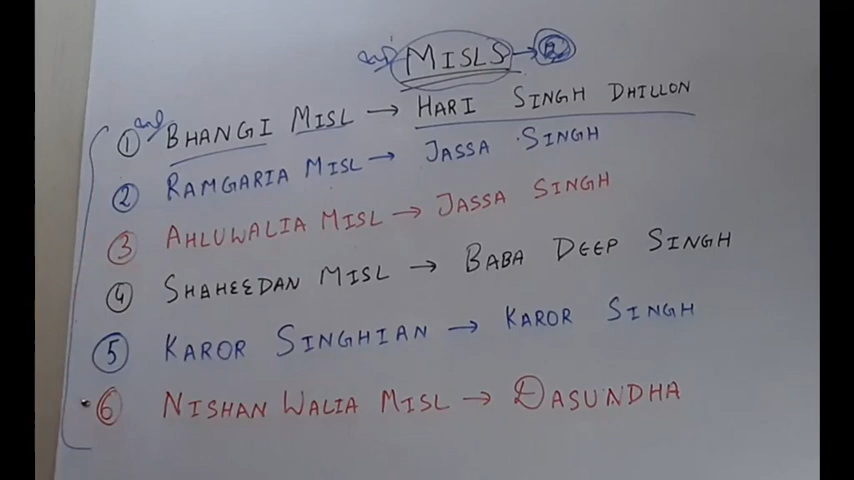 MISLS → 12
① BHANGI MISL → HARI SINGH DHILLON
② RAMGARIA MISL → JASSA SINGH
③ AHLUWALIA MISL → JASSA SINGH
④ SHAHEEDAN MISL → BABA DEEP SINGH
⑤ KAROR SINGHIAN → KAROR SINGH
⑥ NISHAN WALIA MISL → DASUNDHA